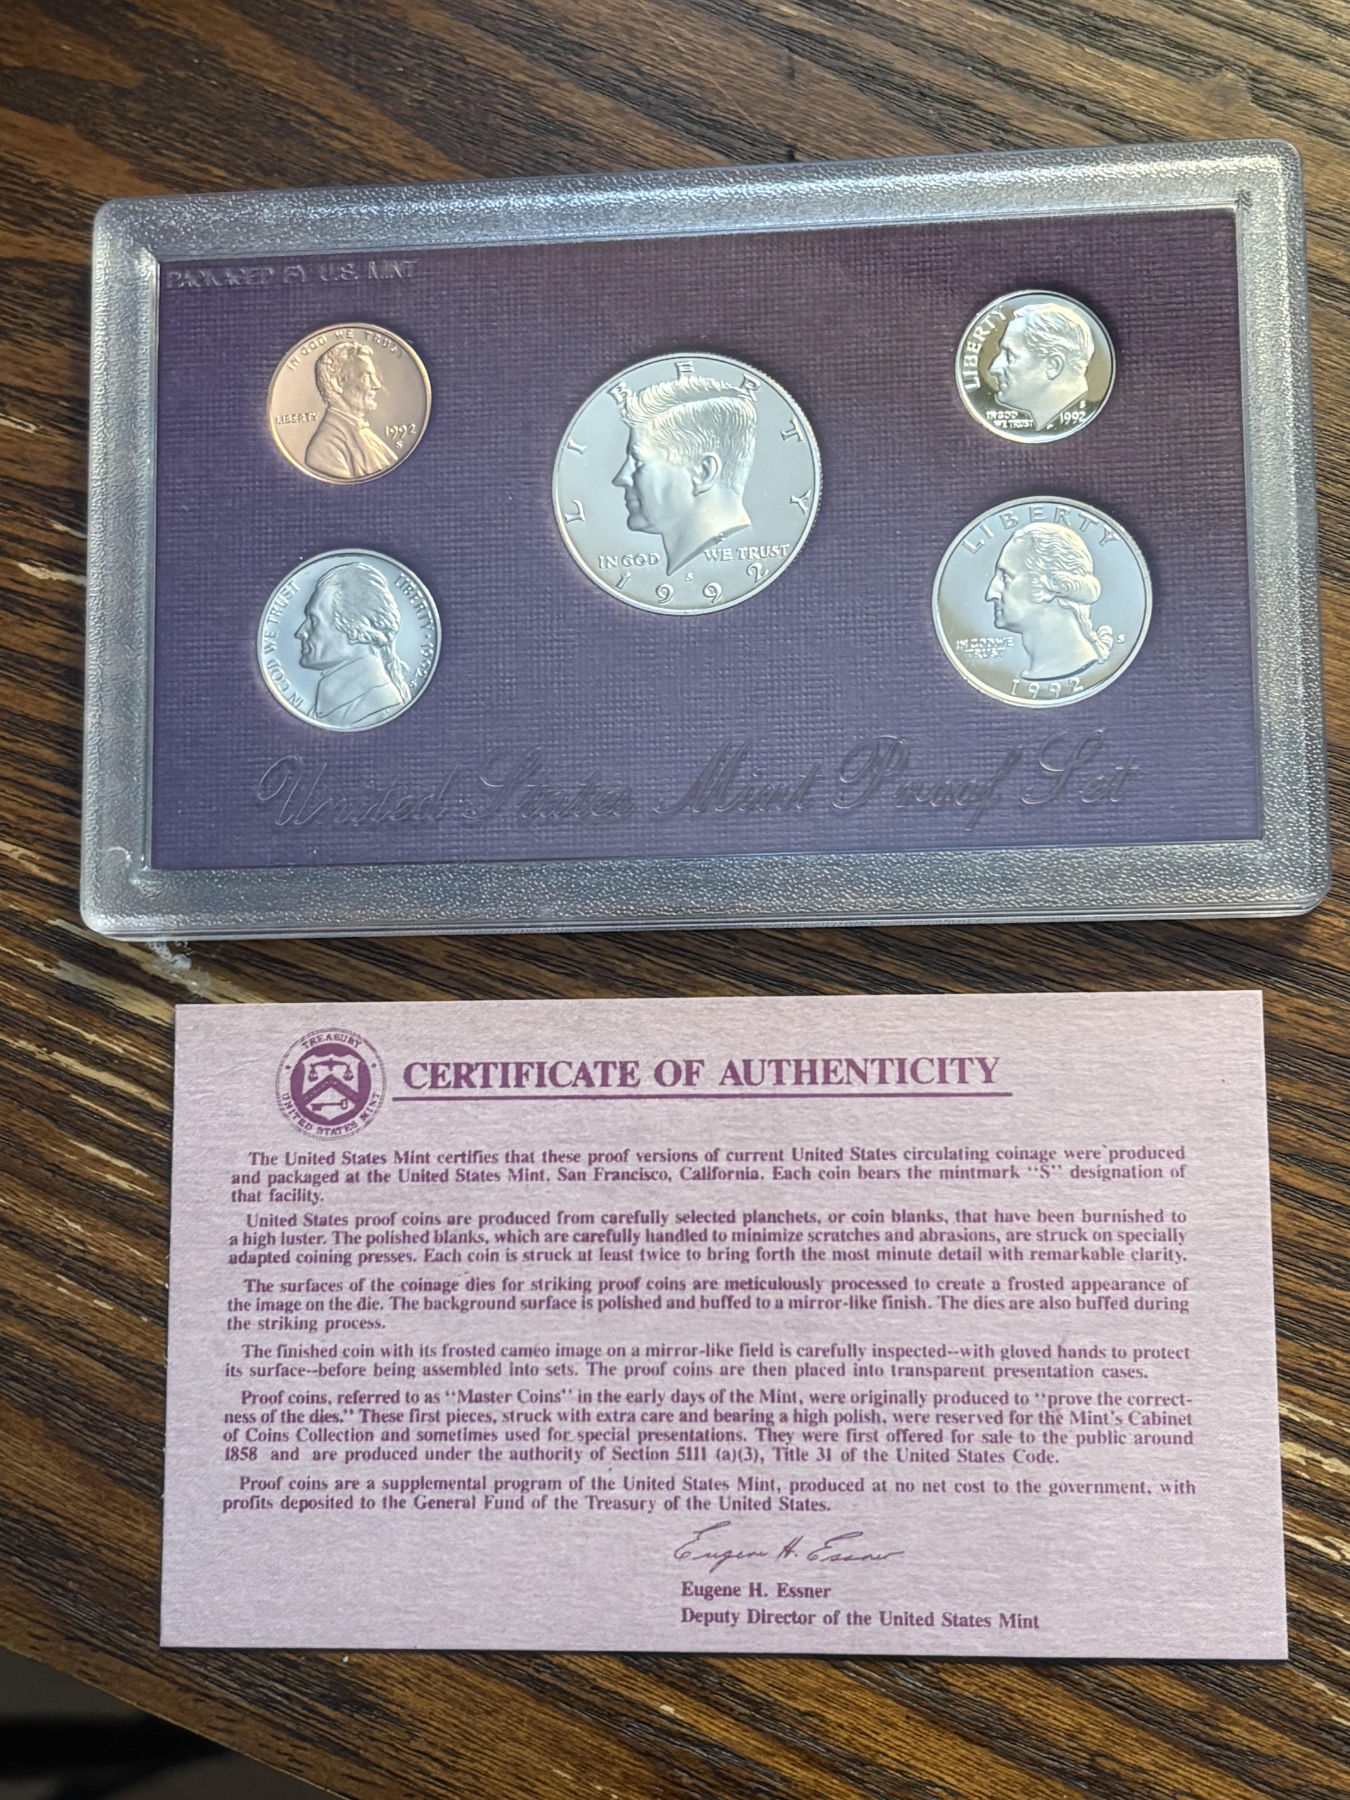 PACKAGED BY U.S. MINT
IN GOD WE TRUST
LIBERTY
1992
S
LIBERTY
IN GOD WE TRUST
S
1992
LIBERTY
IN GOD
WE TRUST
S
1992
IN GOD WE TRUST
LIBERTY · 1992
S
LIBERTY
IN GOD WE
TRUST
S
1992
United States Mint Proof Set
TREASURY
UNITED STATES MINT
CERTIFICATE OF AUTHENTICITY
The United States Mint certifies that these proof versions of current United States circulating coinage were produced
and packaged at the United States Mint, San Francisco, California. Each coin bears the mintmark "S" designation of
that facility.
United States proof coins are produced from carefully selected planchets, or coin blanks, that have been burnished to
a high luster. The polished blanks, which are carefully handled to minimize scratches and abrasions, are struck on specially
adapted coining presses. Each coin is struck at least twice to bring forth the most minute detail with remarkable clarity.
The surfaces of the coinage dies for striking proof coins are meticulously processed to create a frosted appearance of
the image on the die. The background surface is polished and buffed to a mirror-like finish. The dies are also buffed during
the striking process.
The finished coin with its frosted cameo image on a mirror-like field is carefully inspected--with gloved hands to protect
its surface--before being assembled into sets. The proof coins are then placed into transparent presentation cases.
Proof coins, referred to as "Master Coins" in the early days of the Mint, were originally produced to "prove the correct-
ness of the dies." These first pieces, struck with extra care and bearing a high polish, were reserved for the Mint's Cabinet
of Coins Collection and sometimes used for special presentations. They were first offered for sale to the public around
1858 and are produced under the authority of Section 5111 (a)(3), Title 31 of the United States Code.
Proof coins are a supplemental program of the United States Mint, produced at no net cost to the government, with
profits deposited to the General Fund of the Treasury of the United States.
Eugene H. Essner
Eugene H. Essner
Deputy Director of the United States Mint